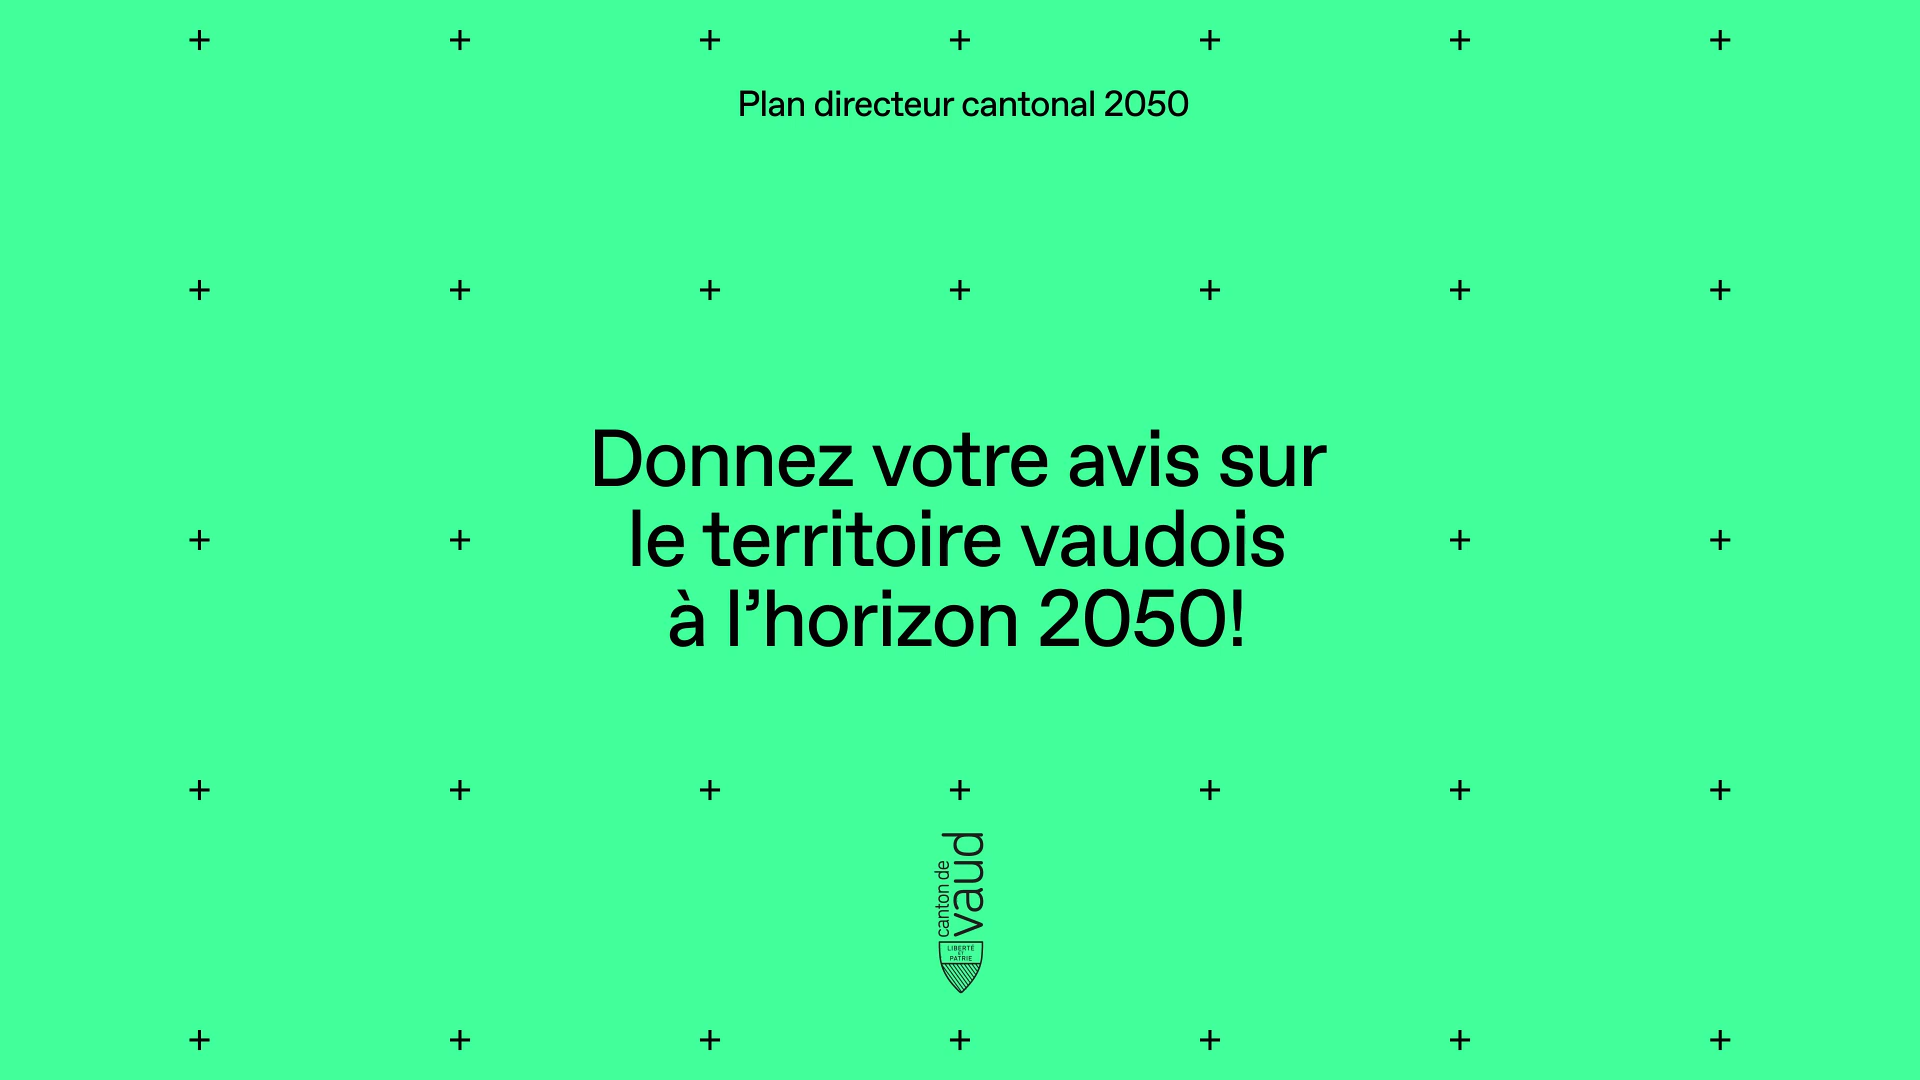 Plan directeur cantonal 2050
Donnez votre avis sur
le territoire vaudois
à l’horizon 2050!
canton de
vaud
LIBERTÉ
ET
PATRIE